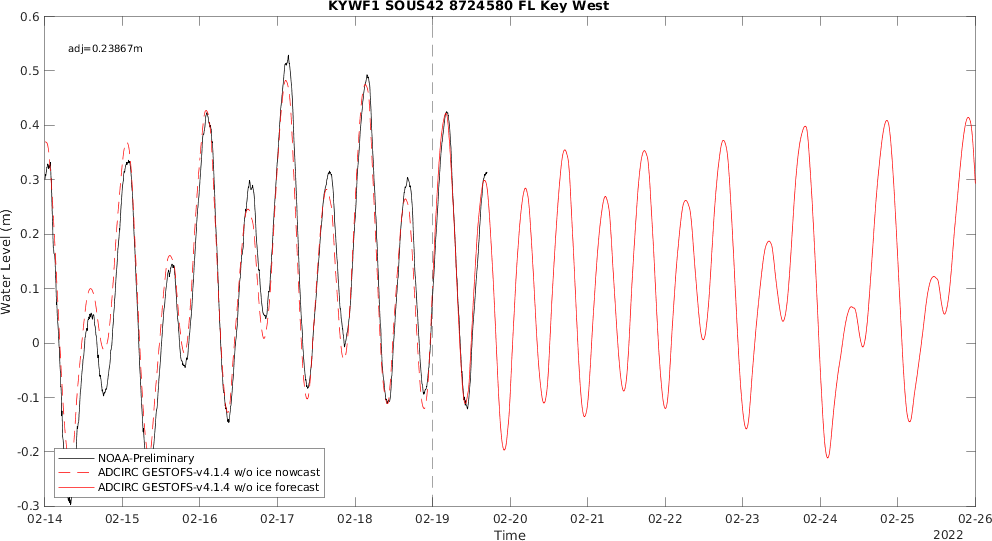 KYWF1 SOUS42 8724580 FL Key West
adj=0.23867m
Water Level (m)
0.6
0.5
0.4
0.3
0.2
0.1
0
-0.1
-0.2
-0.3
NOAA-Preliminary
ADCIRC GESTOFS-v4.1.4 w/o ice nowcast
ADCIRC GESTOFS-v4.1.4 w/o ice forecast
02-14 02-15 02-16 02-17 02-18 02-19 02-20 02-21 02-22 02-23 02-24 02-25 02-26
Time
2022